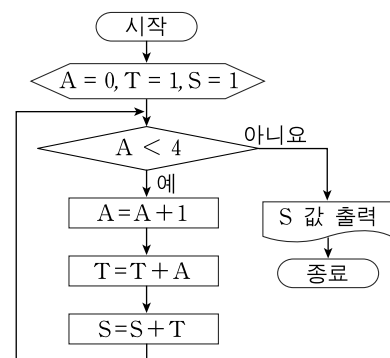 시작
A = 0, T = 1, S = 1
A < 4
아니요
예
A=A+1
S 값 출력
T=T+A
종료
S=S+T